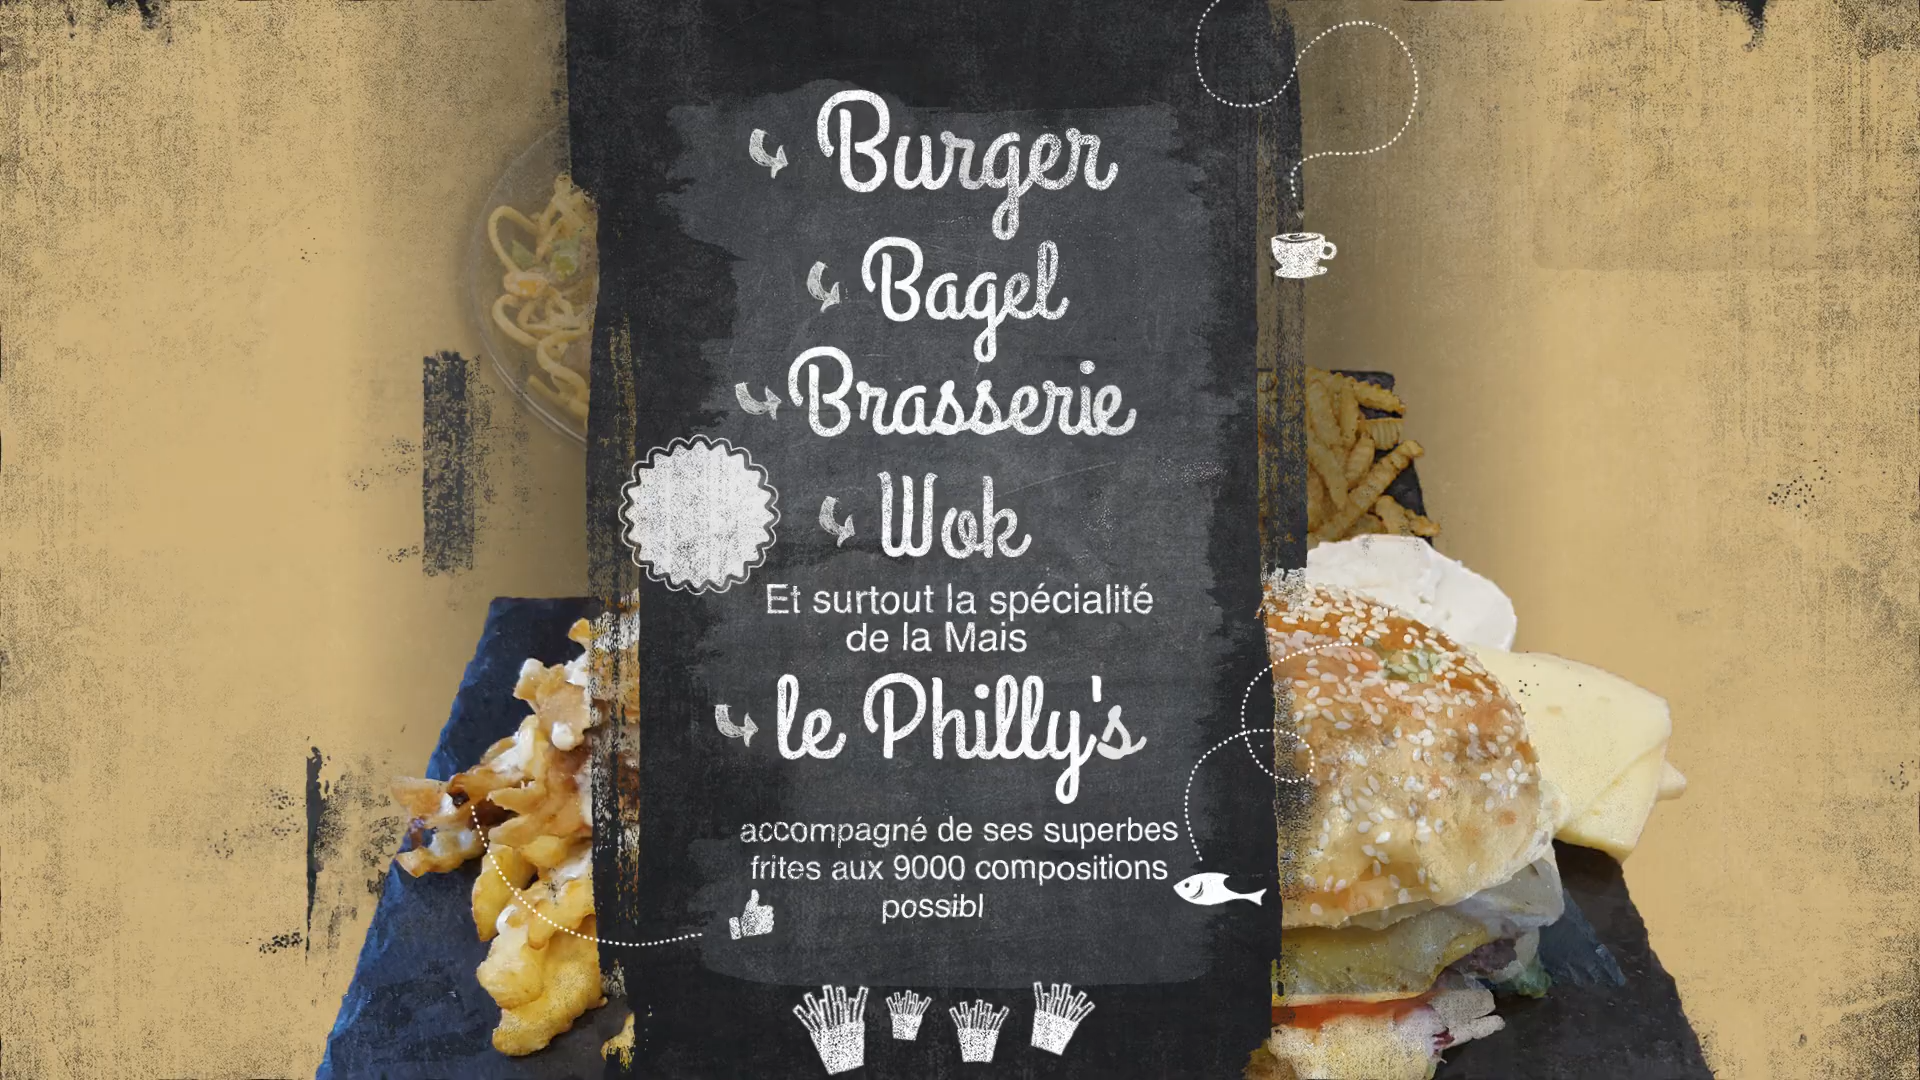 Burger
Bagel
Brasserie
Wok
Et surtout la spécialité
de la Mais
le Philly's
accompagné de ses superbes
frites aux 9000 compositions
possibl